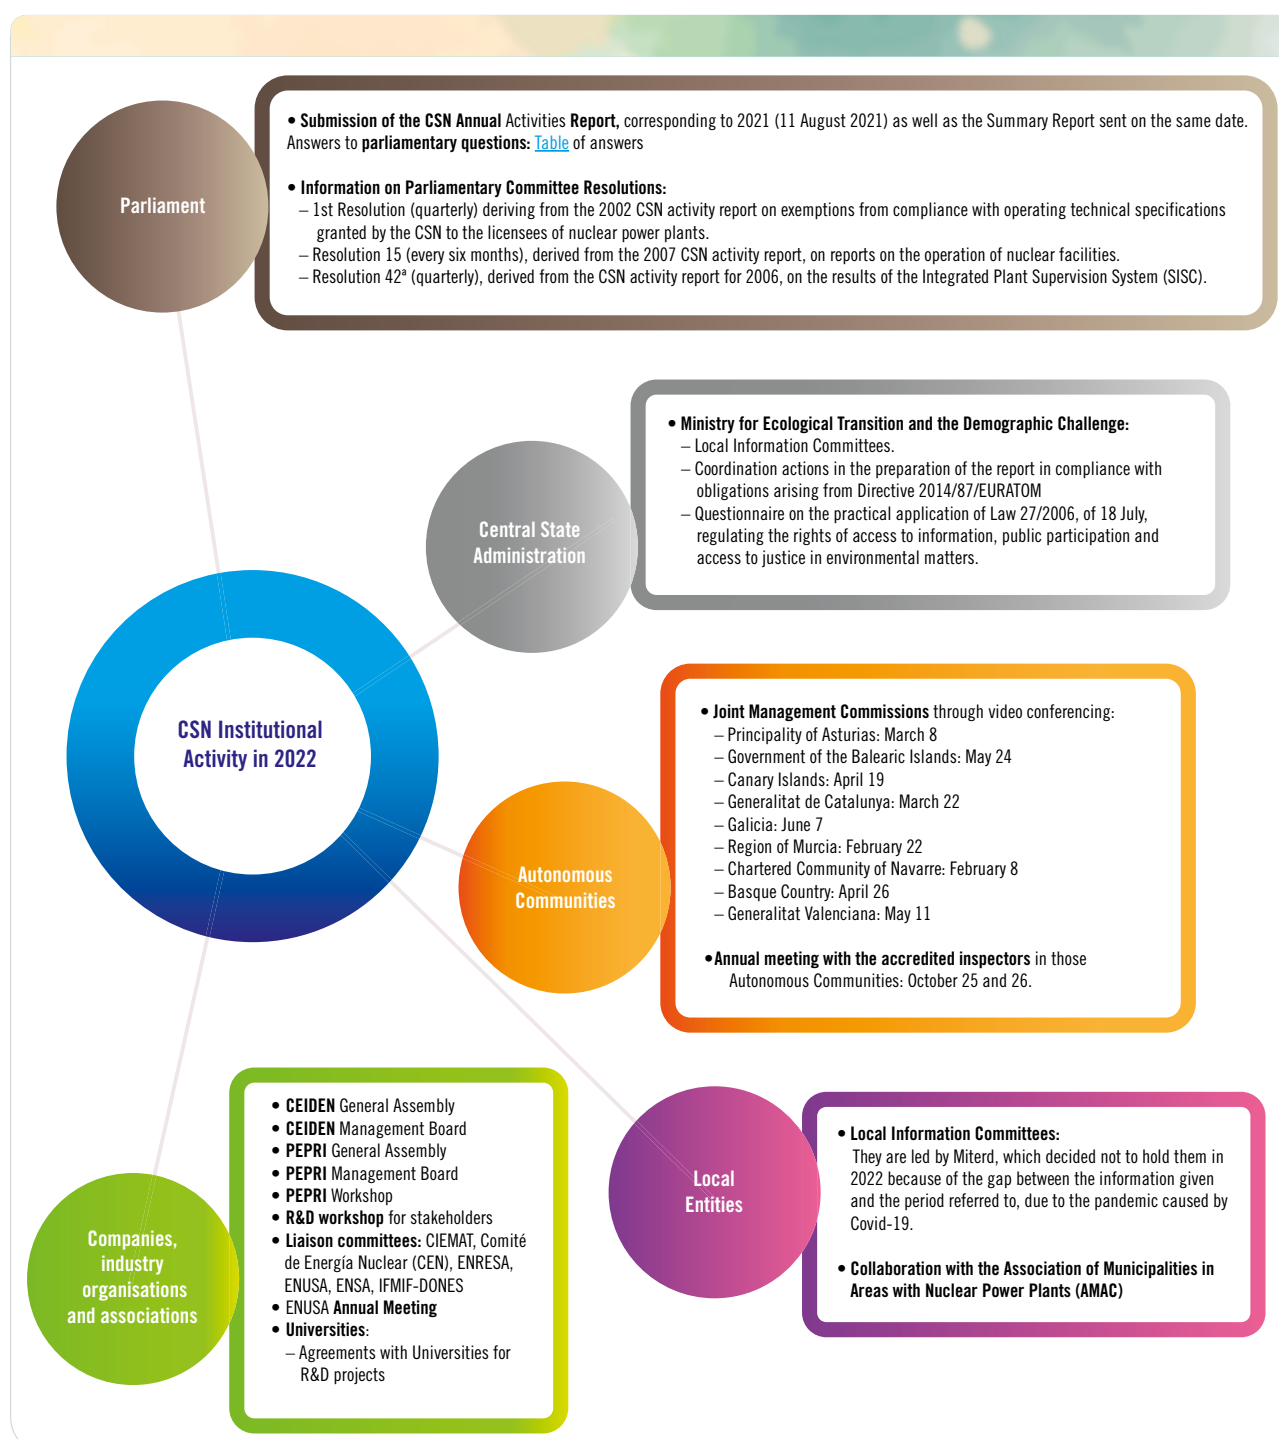 Parliament
• Submission of the CSN Annual Activities Report, corresponding to 2021 (11 August 2021) as well as the Summary Report sent on the same date.
Answers to parliamentary questions: Table of answers
• Information on Parliamentary Committee Resolutions:
– 1st Resolution (quarterly) deriving from the 2002 CSN activity report on exemptions from compliance with operating technical specifications
granted by the CSN to the licensees of nuclear power plants.
– Resolution 15 (every six months), derived from the 2007 CSN activity report, on reports on the operation of nuclear facilities.
– Resolution 42ª (quarterly), derived from the CSN activity report for 2006, on the results of the Integrated Plant Supervision System (SISC).
Central State
Administration
• Ministry for Ecological Transition and the Demographic Challenge:
– Local Information Committees.
– Coordination actions in the preparation of the report in compliance with
obligations arising from Directive 2014/87/EURATOM
– Questionnaire on the practical application of Law 27/2006, of 18 July,
regulating the rights of access to information, public participation and
access to justice in environmental matters.
CSN Institutional
Activity in 2022
Autonomous
Communities
• Joint Management Commissions through video conferencing:
– Principality of Asturias: March 8
– Government of the Balearic Islands: May 24
– Canary Islands: April 19
– Generalitat de Catalunya: March 22
– Galicia: June 7
– Region of Murcia: February 22
– Chartered Community of Navarre: February 8
– Basque Country: April 26
– Generalitat Valenciana: May 11
•Annual meeting with the accredited inspectors in those
Autonomous Communities: October 25 and 26.
Companies,
industry
organisations
and associations
• CEIDEN General Assembly
• CEIDEN Management Board
• PEPRI General Assembly
• PEPRI Management Board
• PEPRI Workshop
• R&D workshop for stakeholders
• Liaison committees: CIEMAT, Comité
de Energía Nuclear (CEN), ENRESA,
ENUSA, ENSA, IFMIF-DONES
• ENUSA Annual Meeting
• Universities:
– Agreements with Universities for
R&D projects
Local
Entities
• Local Information Committees:
They are led by Miterd, which decided not to hold them in
2022 because of the gap between the information given
and the period referred to, due to the pandemic caused by
Covid-19.
• Collaboration with the Association of Municipalities in
Areas with Nuclear Power Plants (AMAC)